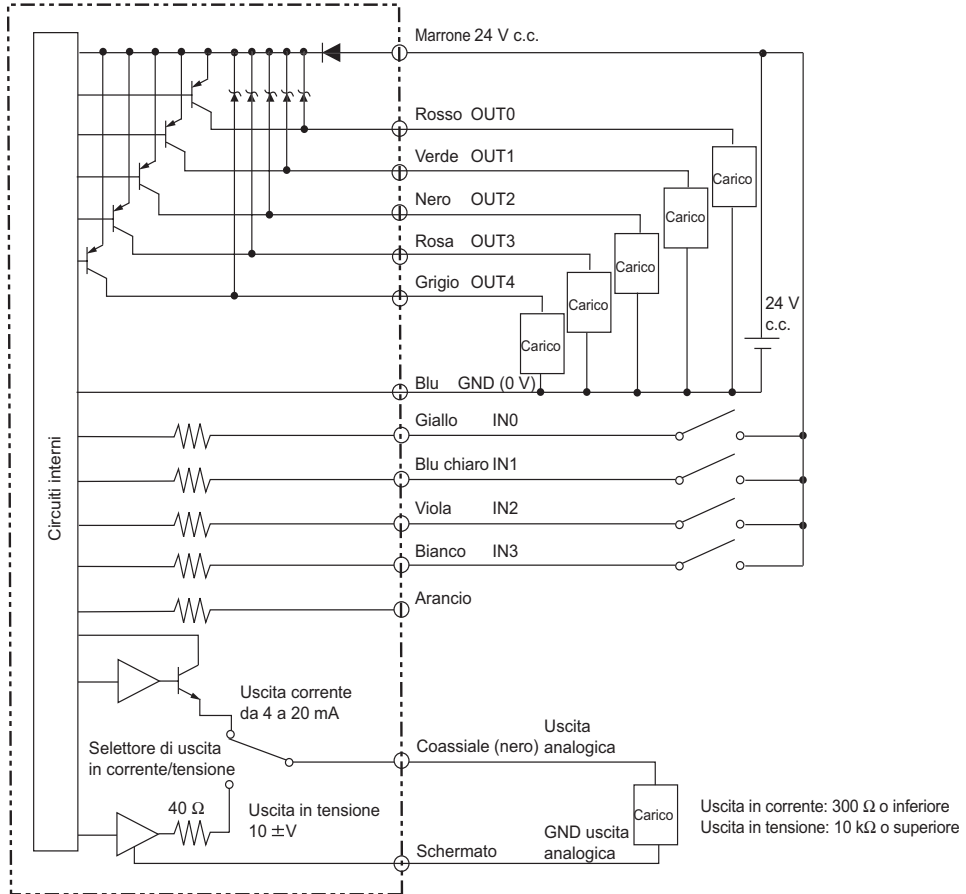 Marrone 24 V c.c.
Rosso OUT0
Verde OUT1
Carico
Nero OUT2
Carico
Rosa OUT3
Carico
Grigio OUT4
Carico
24 V
c.c.
Carico
Blu GND (0 V)
Giallo IN0
Blu chiaro IN1
Viola IN2
Bianco IN3
Arancio
Circuiti interni
Uscita corrente
da 4 a 20 mA
Selettore di uscita
in corrente/tensione
Coassiale (nero)
Uscita
analogica
40 Ω
Uscita in tensione
10 ±V
Carico
Uscita in corrente: 300 Ω o inferiore
Uscita in tensione: 10 kΩ o superiore
Schermato
GND uscita
analogica